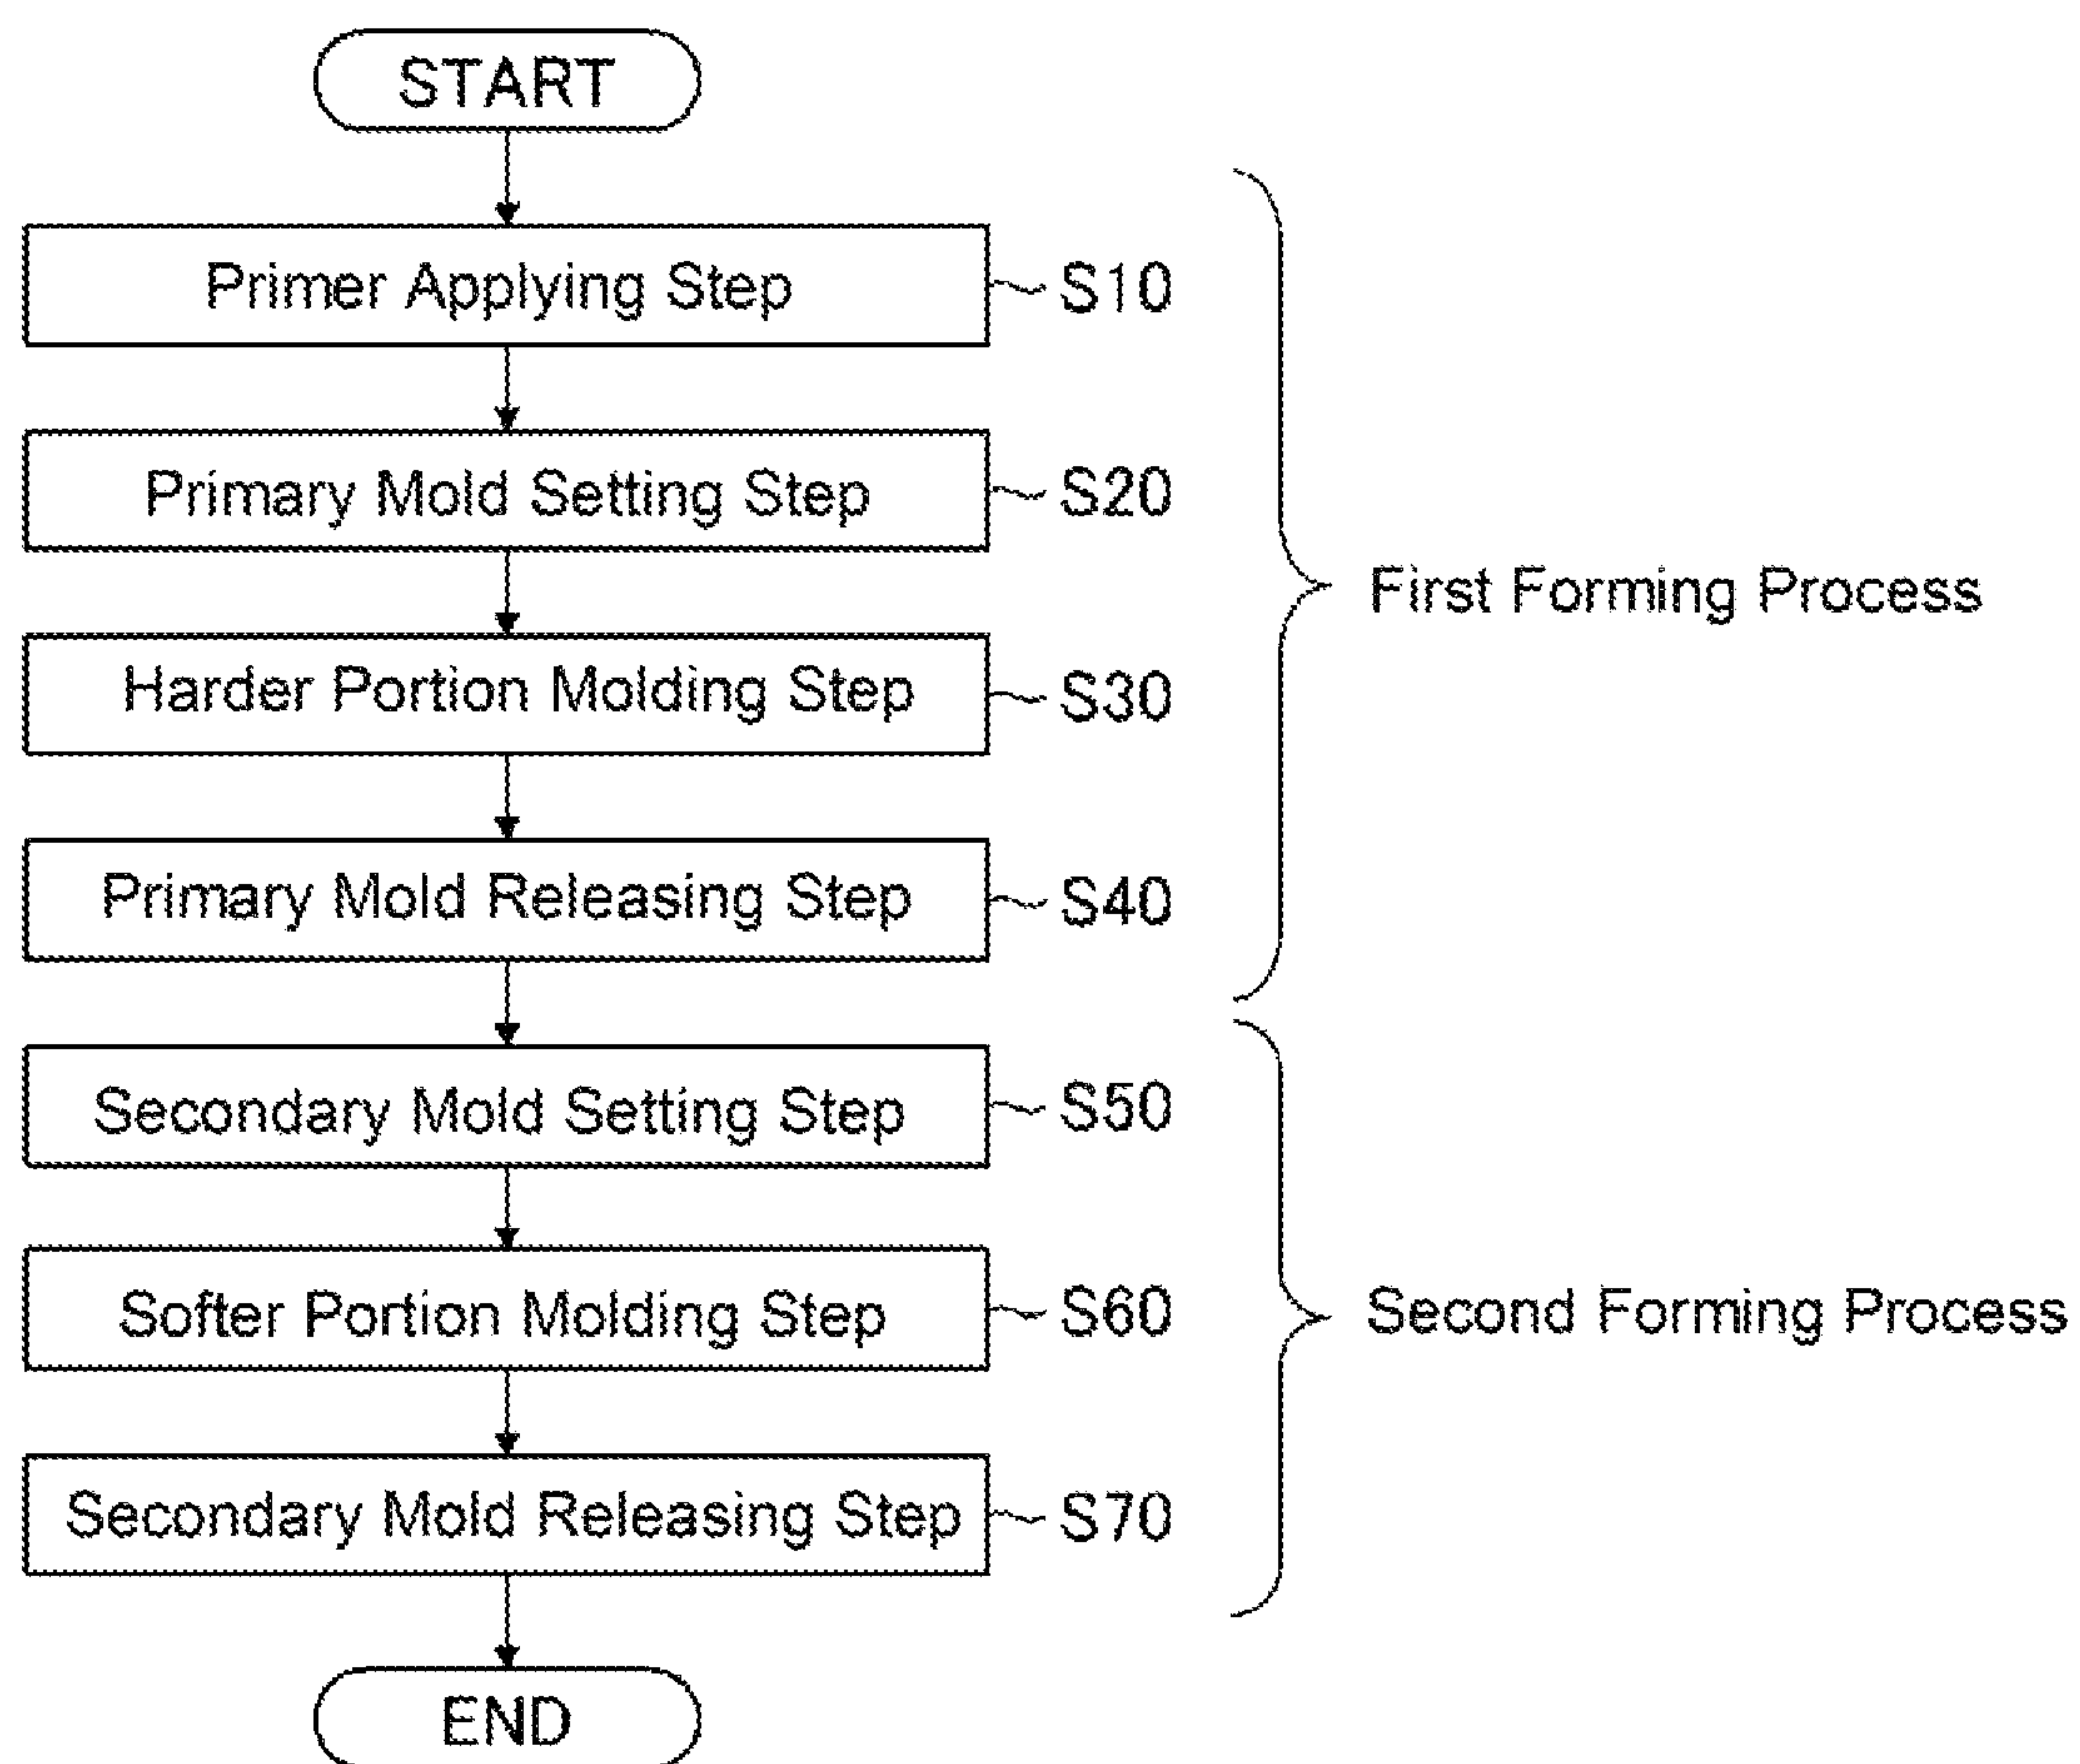 START
Primer Applying Step
S10
Primary Mold Setting Step
S20
First Forming Process
Harder Portion Molding Step
S30
Primary Mold Releasing Step
S40
Secondary Mold Setting Step
S50
Softer Portion Molding Step
S60
Second Forming Process
Secondary Mold Releasing Step
S70
END